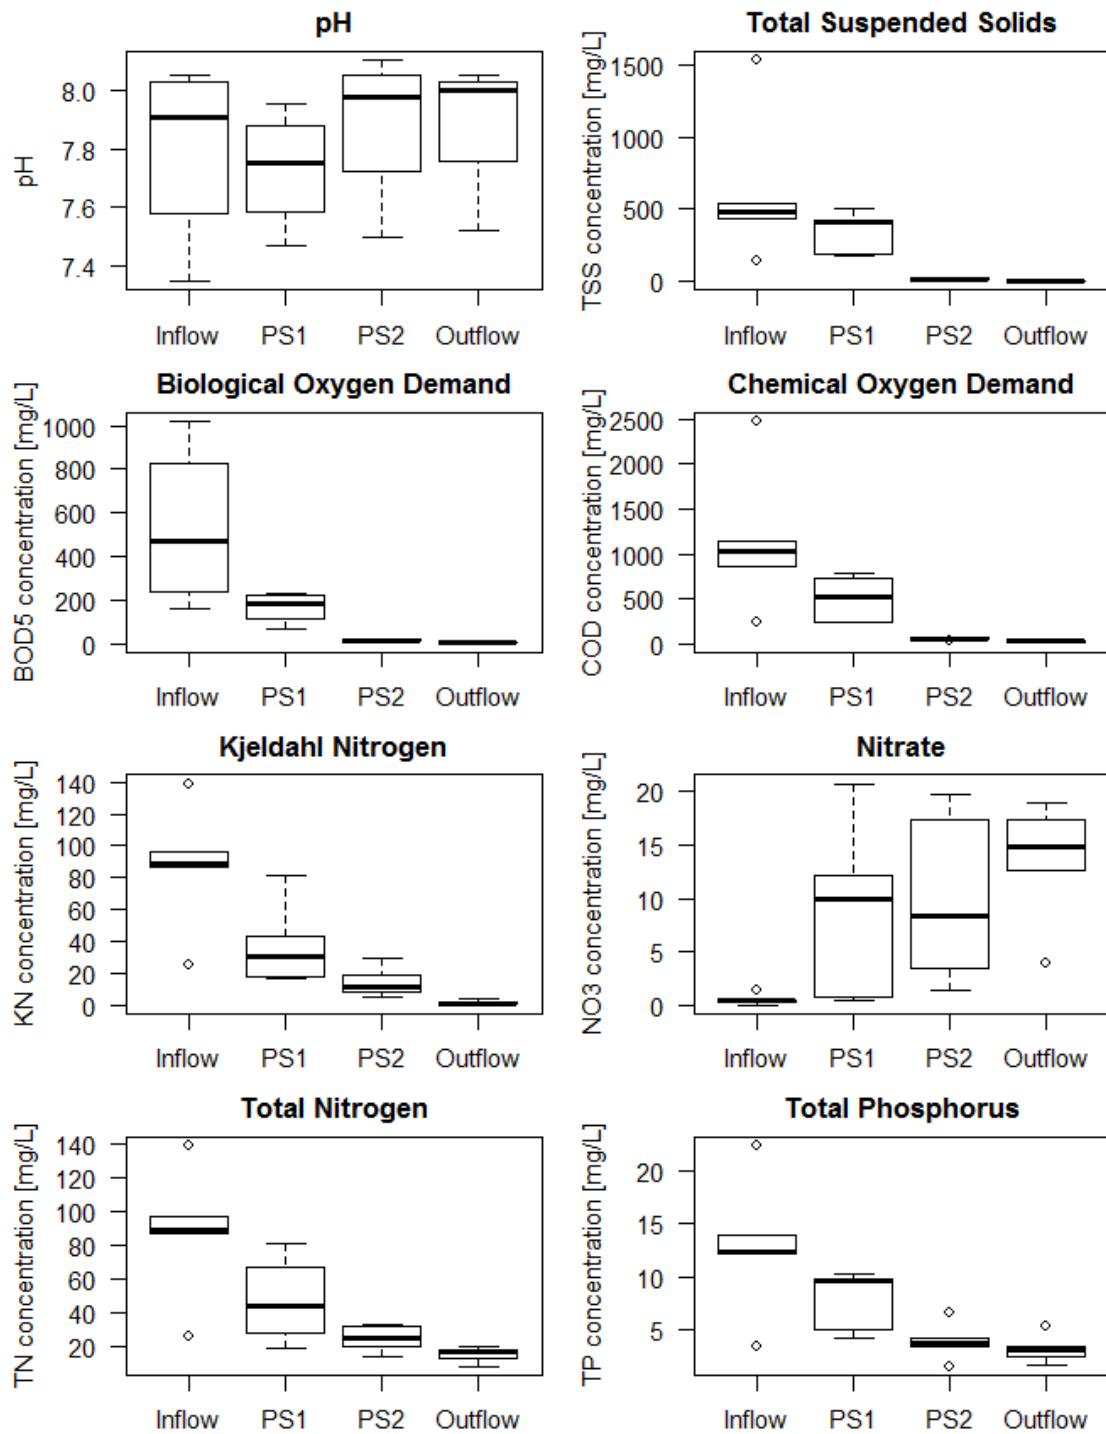 pH
pH
8.0
7.8
7.6
7.4
Inflow PS1 PS2 Outflow
Total Suspended Solids
TSS concentration [mg/L]
1500
1000
500
0
Inflow PS1 PS2 Outflow
Biological Oxygen Demand
BOD5 concentration [mg/L]
1000
800
600
400
200
0
Inflow PS1 PS2 Outflow
Chemical Oxygen Demand
COD concentration [mg/L]
2500
2000
1500
1000
500
0
Inflow PS1 PS2 Outflow
Kjeldahl Nitrogen
KN concentration [mg/L]
140
120
100
80
60
40
20
0
Inflow PS1 PS2 Outflow
Nitrate
NO3 concentration [mg/L]
20
15
10
5
0
Inflow PS1 PS2 Outflow
Total Nitrogen
TN concentration [mg/L]
140
120
100
80
60
40
20
Inflow PS1 PS2 Outflow
Total Phosphorus
TP concentration [mg/L]
20
15
10
5
Inflow PS1 PS2 Outflow